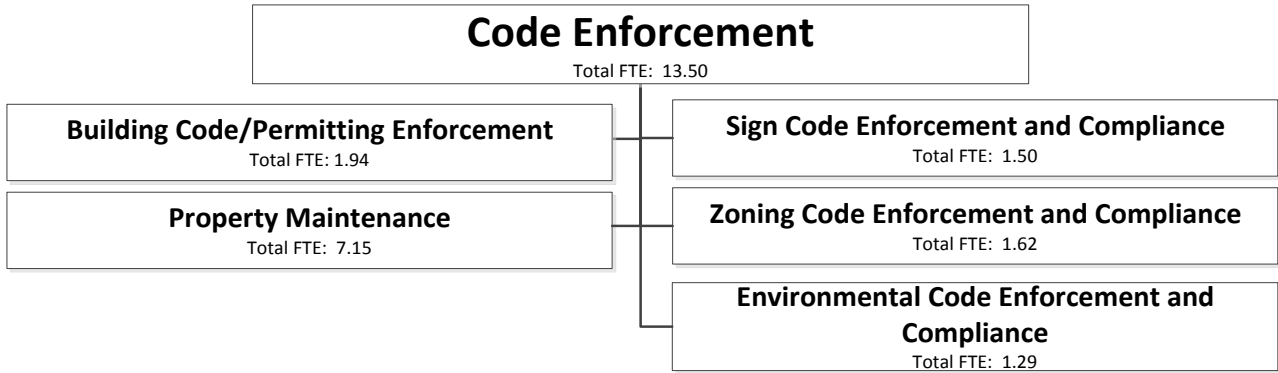 Code Enforcement
Total FTE:  13.50
Building Code/Permitting Enforcement
Total FTE: 1.94
Sign Code Enforcement and Compliance
Total FTE:  1.50
Property Maintenance
Total FTE:  7.15
Zoning Code Enforcement and Compliance
Total FTE:  1.62
Environmental Code Enforcement and
Compliance
Total FTE:  1.29